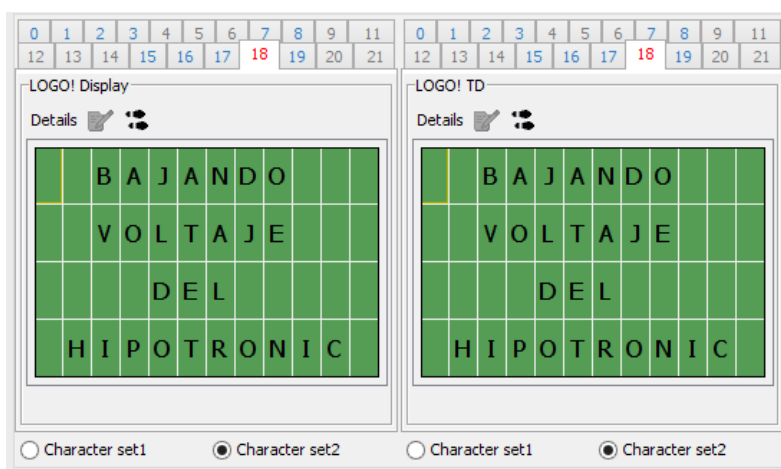 0 1 2 3 4 5 6 7 8 9 11
12 13 14 15 16 17 18 19 20 21
LOGO! Display
Details
BAJANDO
VOLTAJE
DEL
HIPOTRONIC
Character set1 Character set2
0 1 2 3 4 5 6 7 8 9 11
12 13 14 15 16 17 18 19 20 21
LOGO! TD
Details
BAJANDO
VOLTAJE
DEL
HIPOTRONIC
Character set1 Character set2